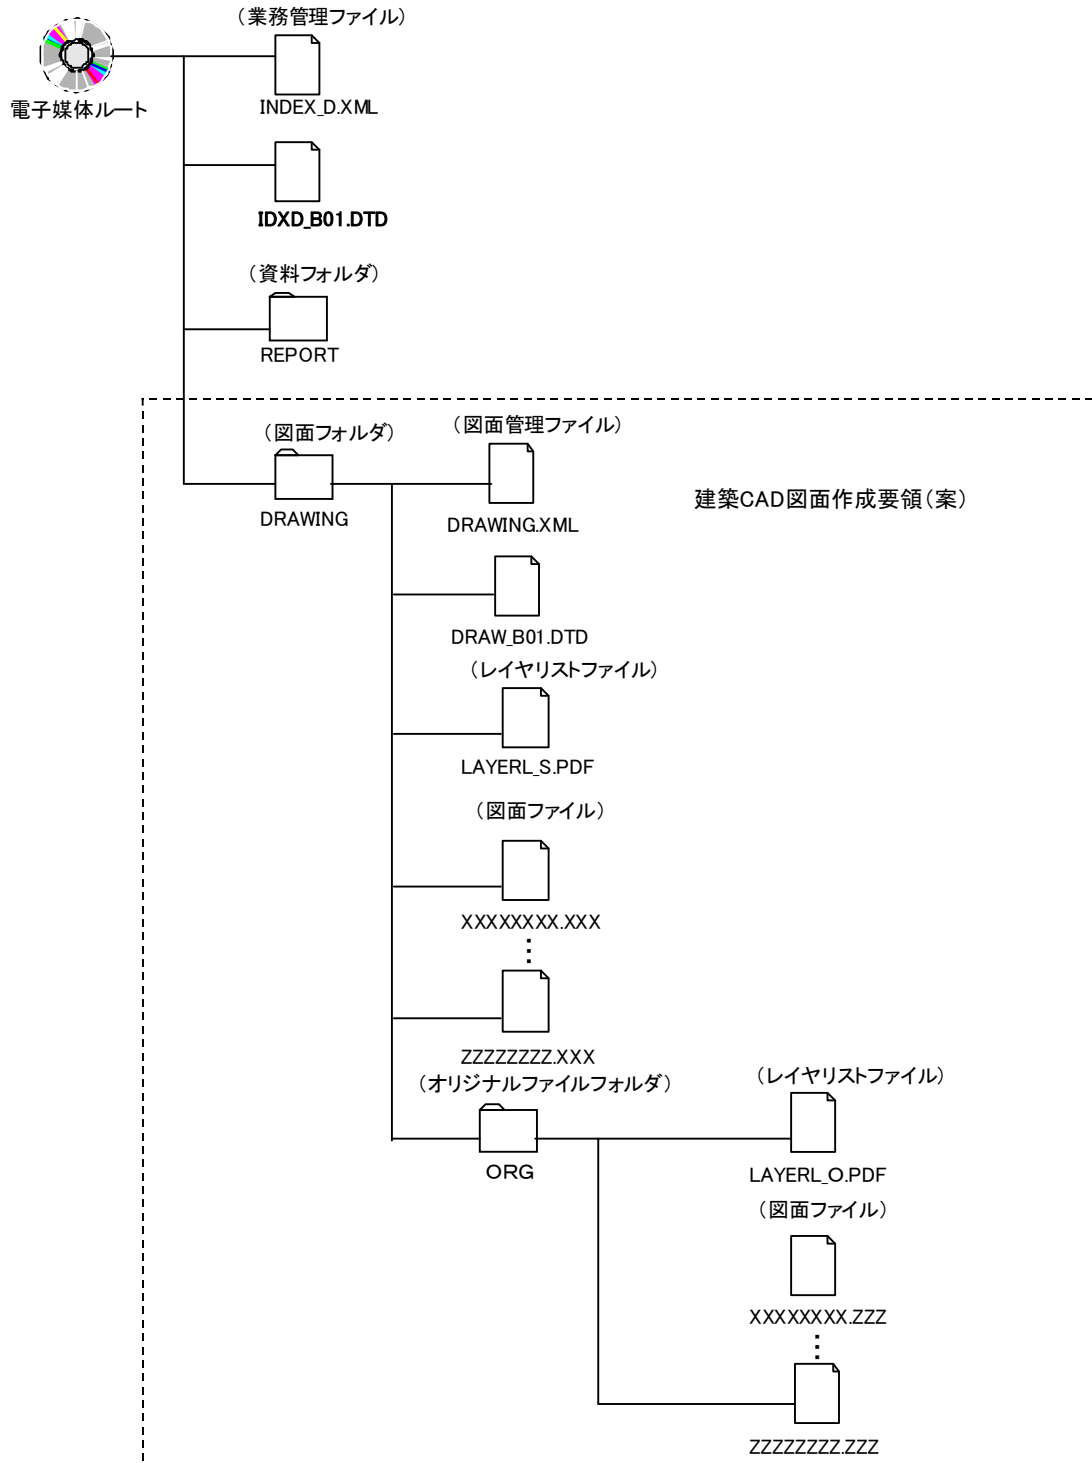 （業務管理ファイル）
電子媒体ルート
INDEX_D.XML
IDXD_B01.DTD
（資料フォルダ）
REPORT
（図面フォルダ）
（図面管理ファイル）
建築CAD図面作成要領（案）
DRAWING
DRAWING.XML
DRAW_B01.DTD
（レイヤリストファイル）
LAYERL_S.PDF
（図面ファイル）
XXXXXXXX.XXX
ZZZZZZZZ.XXX
（オリジナルファイルフォルダ）
（レイヤリストファイル）
ORG
LAYERL_O.PDF
（図面ファイル）
XXXXXXXX.ZZZ
ZZZZZZZZ.ZZZ